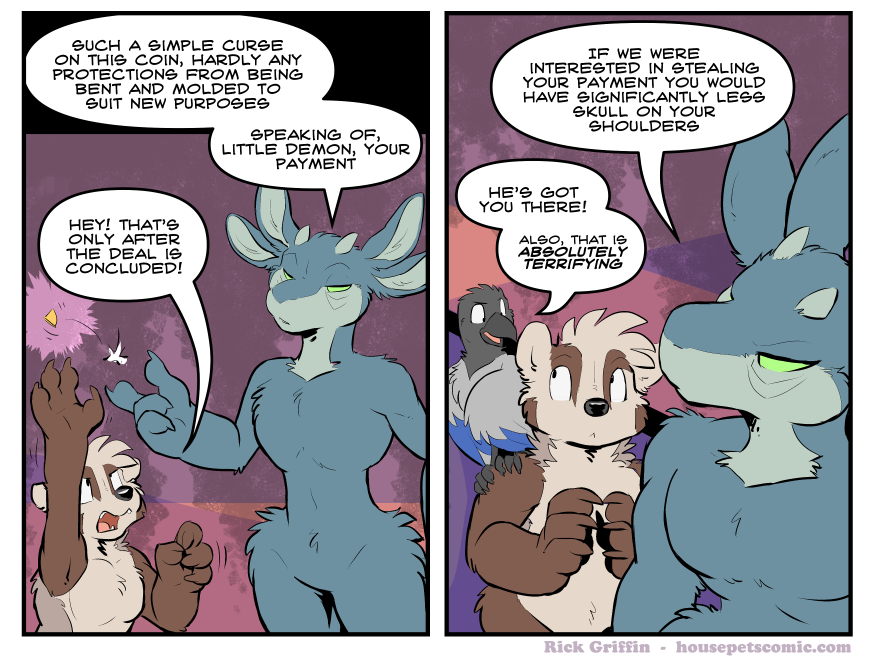 SUCH A SIMPLE CURSE
ON THIS COIN, HARDLY ANY
PROTECTIONS FROM BEING
BENT AND MOLDED TO
SUIT NEW PURPOSES
SPEAKING OF,
LITTLE DEMON, YOUR
PAYMENT
HEY! THAT'S
ONLY AFTER
THE DEAL IS
CONCLUDED!
IF WE WERE
INTERESTED IN STEALING
YOUR PAYMENT YOU WOULD
HAVE SIGNIFICANTLY LESS
SKULL ON YOUR
SHOULDERS
HE'S GOT
YOU THERE!
ALSO, THAT IS
ABSOLUTELY
TERRIFYING
Rick Griffin - housepetscomic.com